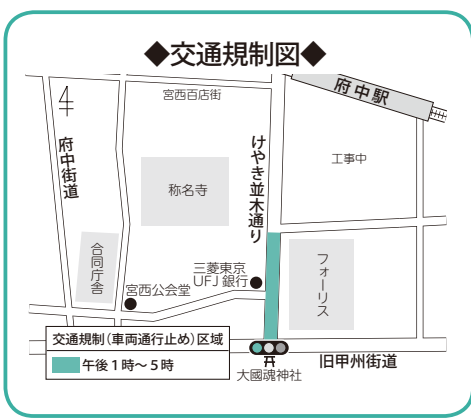 ◆交通規制図◆
宮西百店街
府中駅
府中街道
けやき並木通り
工事中
称名寺
合同庁舎
三菱東京
UFJ銀行
フォーリス
宮西公会堂
交通規制(車両通行止め)区域
午後1時~5時
旧甲州街道
大國魂神社